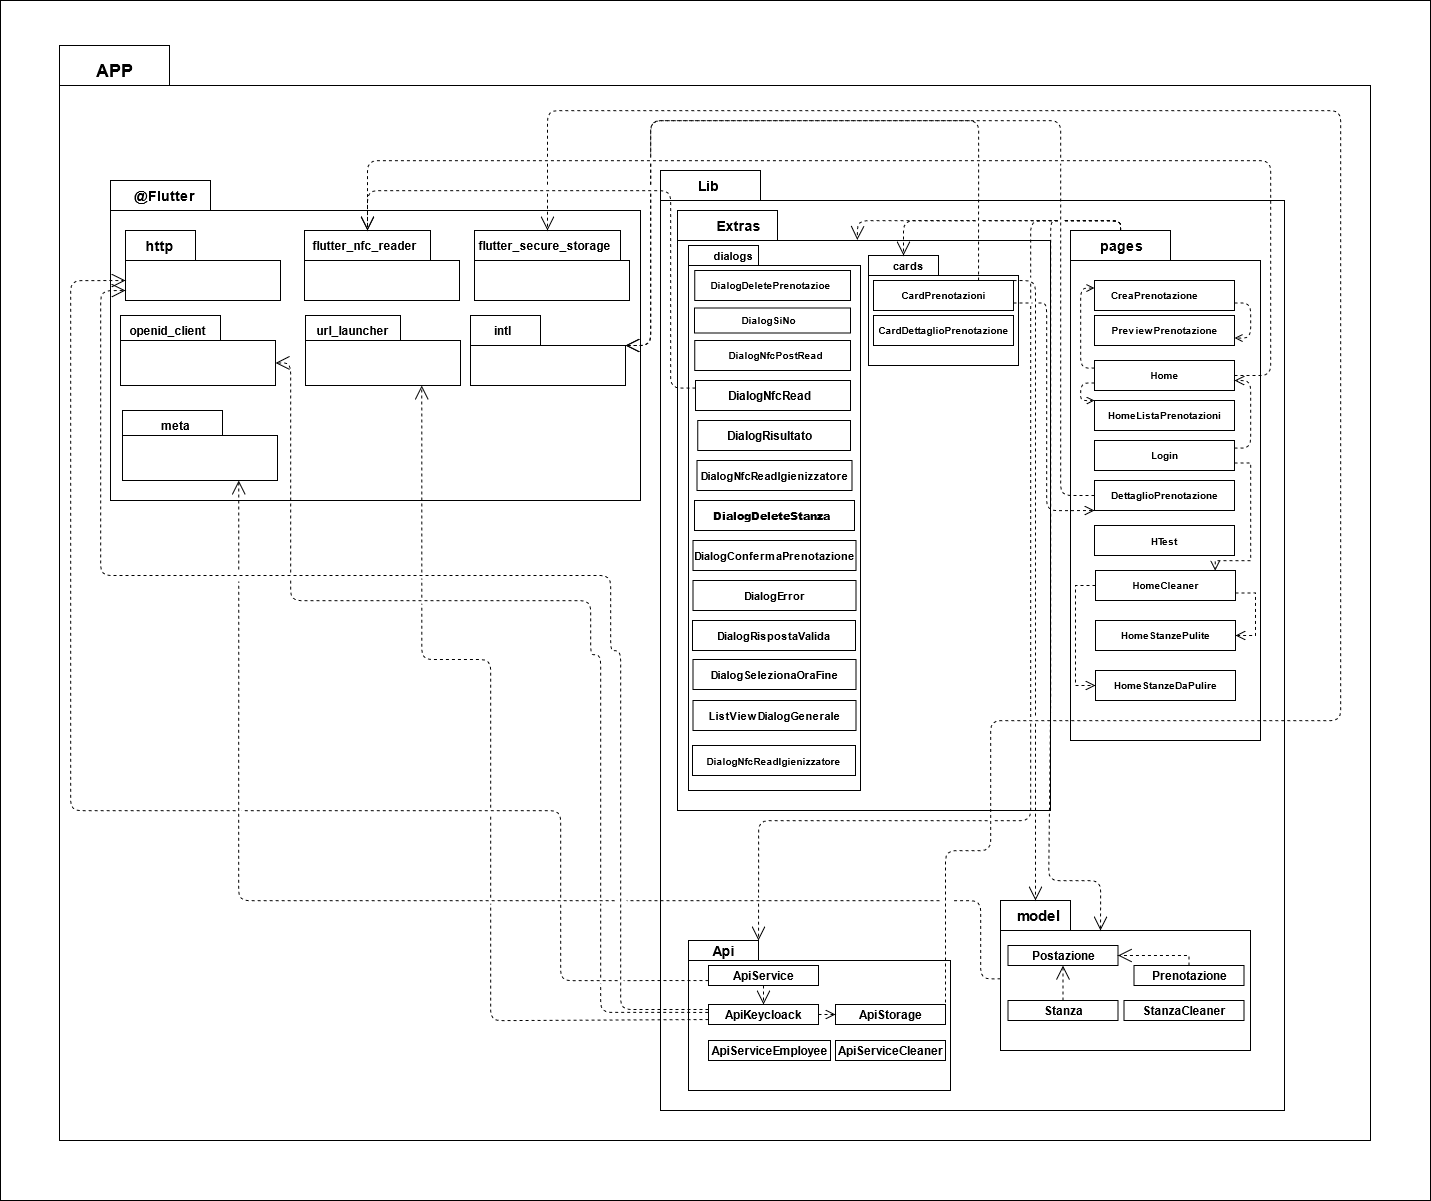 APP
@Flutter
http
flutter_nfc_reader
flutter_secure_storage
openid_client
url_launcher
intl
meta
Lib
Extras
dialogs
DialogDeletePrenotazioe
DialogSiNo
DialogNfcPostRead
DialogNfcRead
DialogRisultato
DialogNfcReadIgienizzatore
DialogDeleteStanza
DialogConfermaPrenotazione
DialogError
DialogRispostaValida
DialogSelezionaOraFine
ListViewDialogGenerale
DialogNfcReadIgienizzatore
cards
CardPrenotazioni
CardDettaglioPrenotazione
pages
CreaPrenotazione
PreviewPrenotazione
Home
HomeListaPrenotazioni
Login
DettaglioPrenotazione
HTest
HomeCleaner
HomeStanzePulite
HomeStanzeDaPulire
Api
ApiService
ApiKeycloack
ApiStorage
ApiServiceEmployee
ApiServiceCleaner
model
Postazione
Prenotazione
Stanza
StanzaCleaner